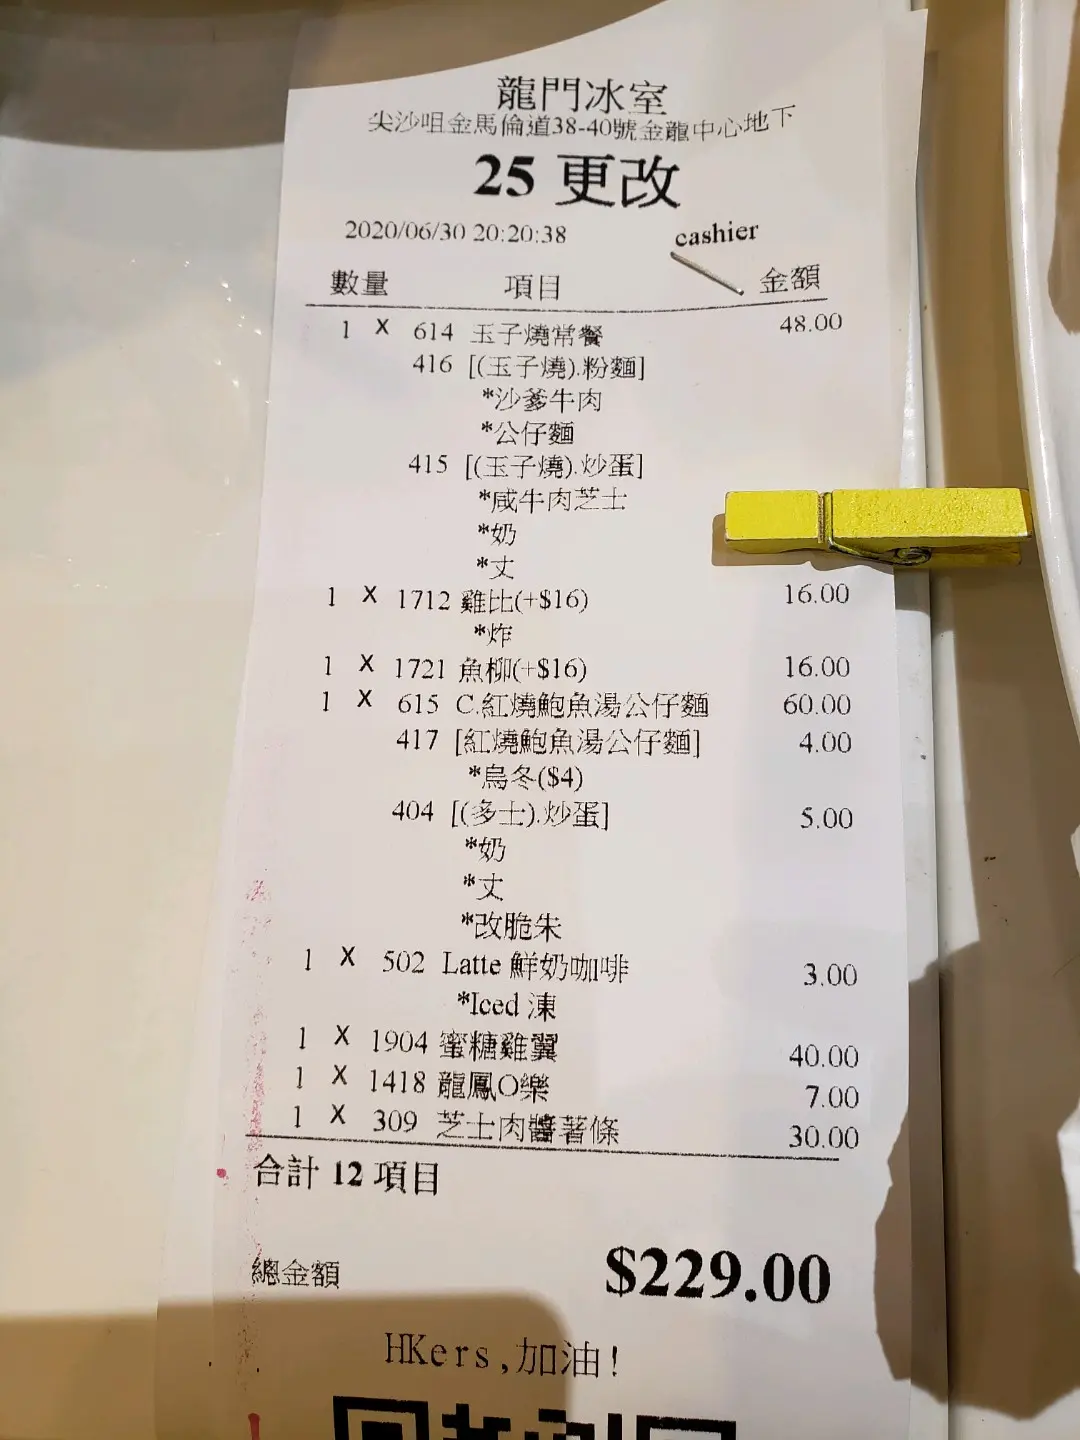 龍門冰室
尖沙咀金馬倫道38-40號金龍中心地下
25 更改
2020/06/30 20:20:38 cashier
數量 項目 金額
1 X 614 玉子燒常餐 48.00
416 [(玉子燒).粉麵]
*沙爹牛肉
*公仔麵
415 [(玉子燒).炒蛋]
*咸牛肉芝士
*奶
*丈
1 X 1712 雞比(+$16) 16.00
*炸
1 X 1721 魚柳(+$16) 16.00
1 X 615 C.紅燒鮑魚湯公仔麵 60.00
417 [紅燒鮑魚湯公仔麵] 4.00
*烏冬($4)
404 [(多士).炒蛋] 5.00
*奶
*丈
*改脆朱
1 X 502 Latte 鮮奶咖啡 3.00
*Iced 凍
1 X 1904 蜜糖雞翼 40.00
1 X 1418 龍鳳O樂 7.00
1 X 309 芝士肉醬薯條 30.00
合計 12 項目
總金額 $229.00
HKers,加油!